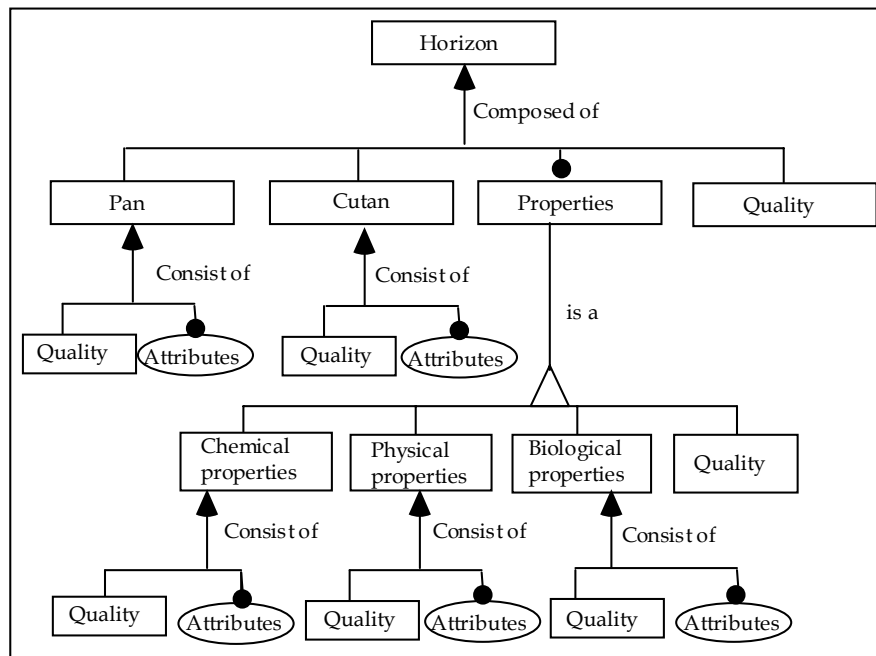 Horizon
Composed of
Pan
Cutan
Properties
Quality
Consist of
Consist of
is a
Quality
Attributes
Quality
Attributes
Chemical
properties
Physical
properties
Biological
properties
Quality
Consist of
Consist of
Consist of
Quality
Attributes
Quality
Attributes
Quality
Attributes